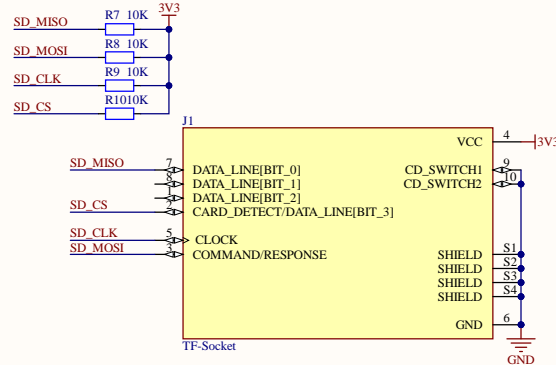 3V3
R7 10K
SD_MISO
R8 10K
SD_MOSI
R9 10K
SD_CLK
R10 10K
SD_CS
J1
VCC 4 3V3
SD_MISO 7 DATA_LINE[BIT_0] CD_SWITCH1 9
8 DATA_LINE[BIT_1] CD_SWITCH2 10
1 DATA_LINE[BIT_2]
SD_CS 2 CARD_DETECT/DATA_LINE[BIT_3]
SD_CLK 5 CLOCK
SD_MOSI 3 COMMAND/RESPONSE
SHIELD S1
SHIELD S2
SHIELD S3
SHIELD S4
GND 6
TF-Socket
GND